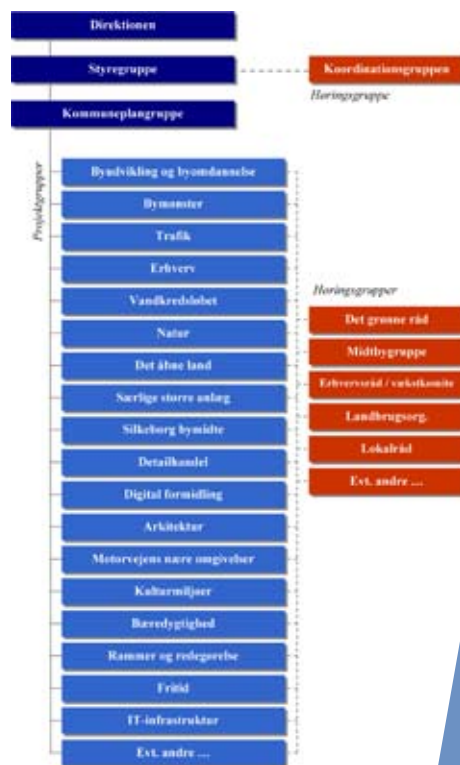 Direktionen
Styregruppe
Koordinationsgruppen
Høringsgruppe
Kommuneplangruppe
Projektgrupper
Byudvikling og byomdannelse
Bymønster
Trafik
Erhverv
Vandkredsløbet
Natur
Det åbne land
Særlige større anlæg
Silkeborg bymidte
Detailhandel
Digital formidling
Arkitektur
Motorvejens nære omgivelser
Kulturmiljøer
Bæredygtighed
Rammer og redegørelse
Fritid
IT-infrastruktur
Evt. andre ....
Høringsgrupper
Det grønne råd
Midtbygruppe
Erhvervsråd / vækstkomite
Landbrugsorg.
Lokalråd
Evt. andre ....